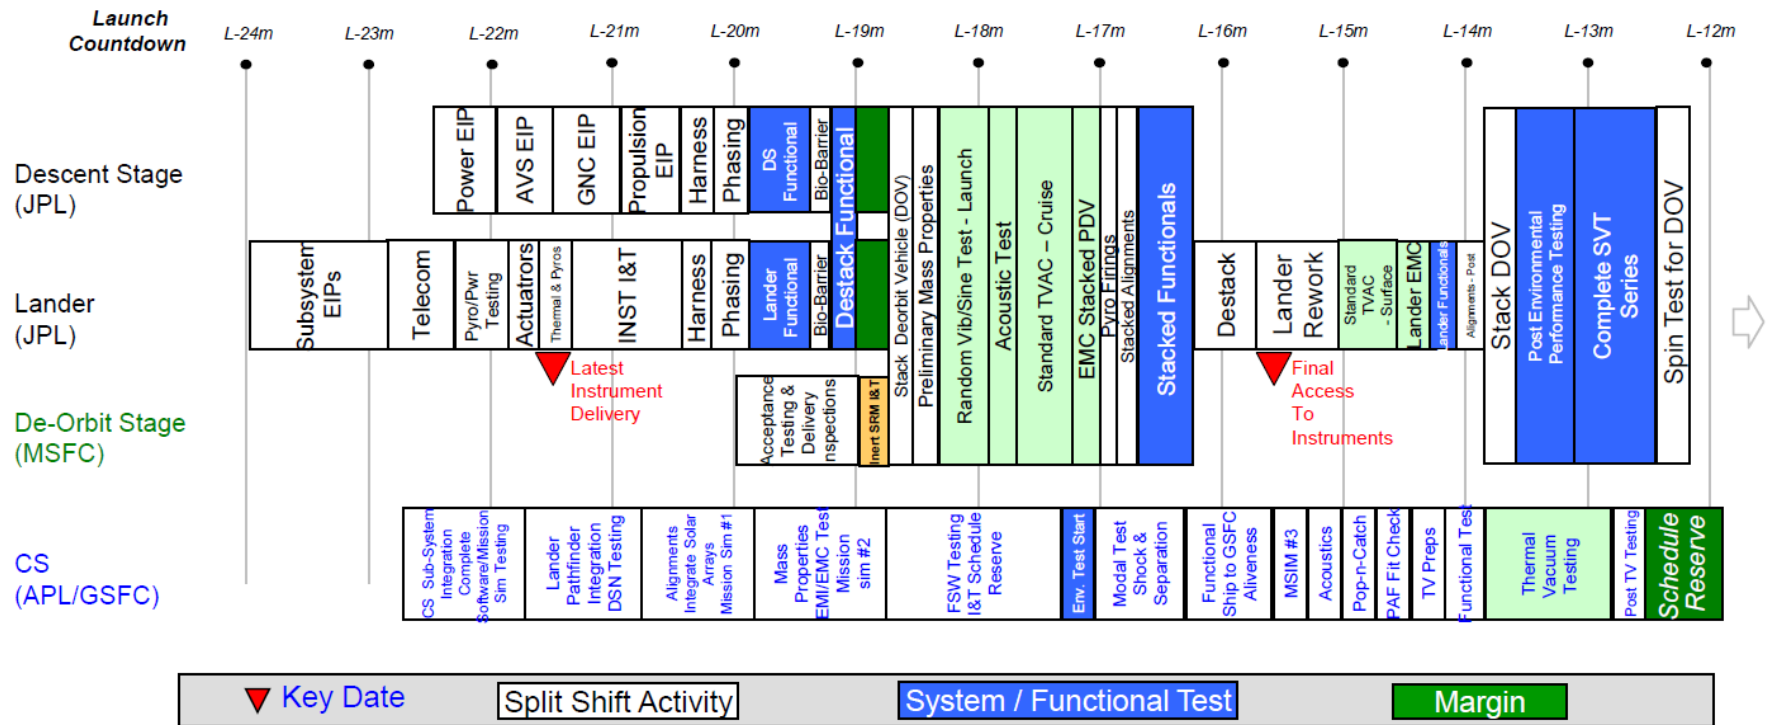 Launch
Countdown
L-24m
L-23m
L-22m
L-21m
L-20m
L-19m
L-18m
L-17m
L-16m
L-15m
L-14m
L-13m
L-12m
Descent Stage
(JPL)
Power EIP
AVS EIP
GNC EIP
Propulsion
EIP
Harness
Phasing
DS
Functional
Bio-Barrier
Destack Functional
Stack Deorbit Vehicle (DOV)
Preliminary Mass Properties
Random Vib/Sine Test - Launch
Acoustic Test
Standard TVAC – Cruise
EMC Stacked PDV
Pyro Firings
Stacked Alignments
Stacked Functionals
Lander
(JPL)
Subsystem
EIPs
Telecom
Pyro/Pwr
Testing
Actuatrors
Thermal & Pyros
INST I&T
Harness
Phasing
Lander
Functional
Bio-Barrier
Destack
Lander
Rework
Standard
TVAC
- Surface
Lander EMC
Lander Functionals
Alignments - Post
Stack DOV
Post Environmental
Performance Testing
Complete SVT
Series
Spin Test for DOV
Latest
Instrument
Delivery
Final
Access
To
Instruments
De-Orbit Stage
(MSFC)
Acceptance
Testing &
Delivery
nspections
Inert SRM I&T
CS
(APL/GSFC)
CS Sub-System
Integration
Complete
Software/Mission
Sim Testing
Lander
Pathfinder
Integration
DSN Testing
Alignments
Integrate Solar
Arrays
Mission Sim #1
Mass
Properties
EMI/EMC Test
Mission
sim #2
FSW Testing
I&T Schedule
Reserve
Env. Test Start
Modal Test
Shock &
Separation
Functional
Ship to GSFC
Aliveness
MSIM #3
Acoustics
Pop-n-Catch
PAF Fit Check
TV Preps
Functional Test
Thermal
Vacuum
Testing
Post TV Testing
Schedule
Reserve
Key Date
Split Shift Activity
System / Functional Test
Margin